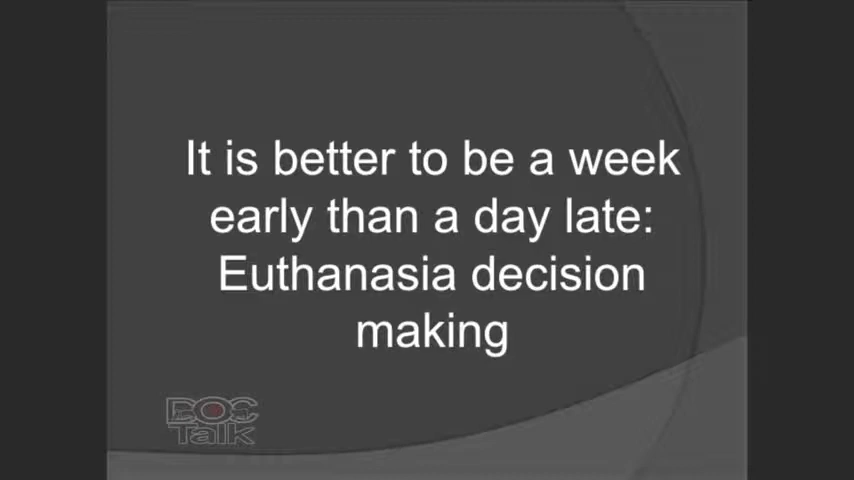 It is better to be a week
early than a day late:
Euthanasia decision
making
DOC
Talk